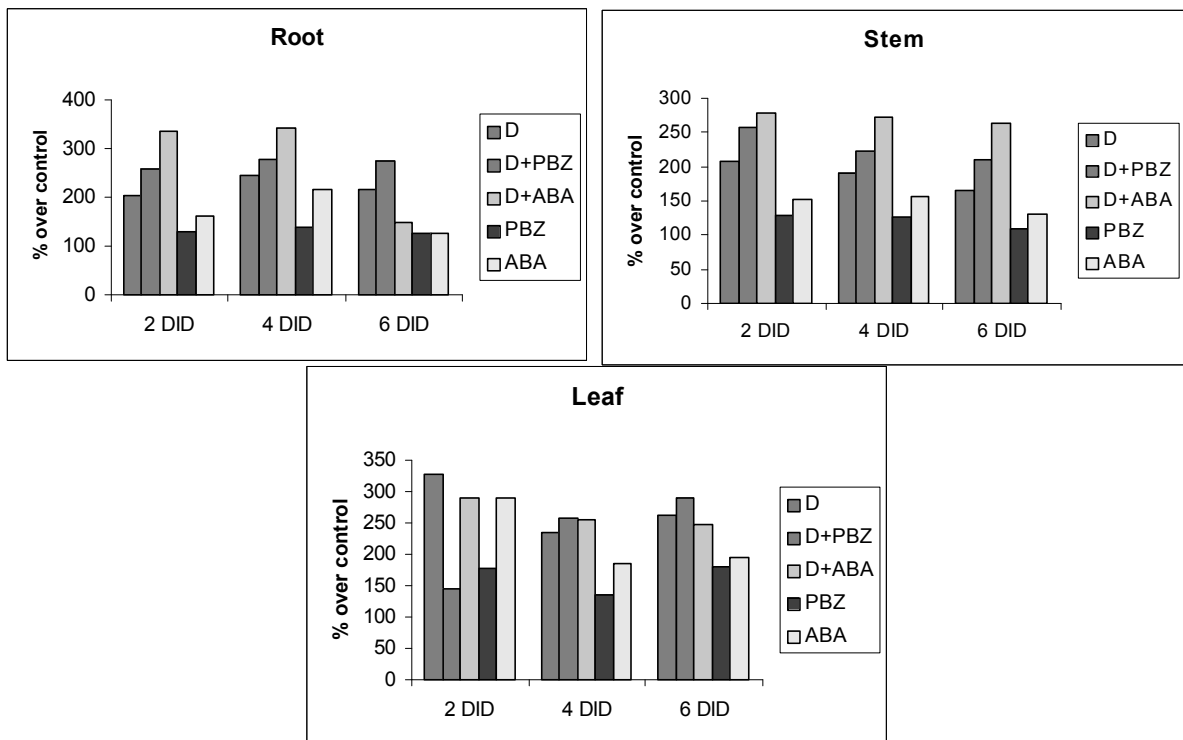 Root
% over control
400
300
200
100
0
2 DID 4 DID 6 DID
D
D+PBZ
D+ABA
PBZ
ABA
Stem
% over control
300
250
200
150
100
50
0
2 DID 4 DID 6 DID
D
D+PBZ
D+ABA
PBZ
ABA
Leaf
% over control
350
300
250
200
150
100
50
0
2 DID 4 DID 6 DID
D
D+PBZ
D+ABA
PBZ
ABA